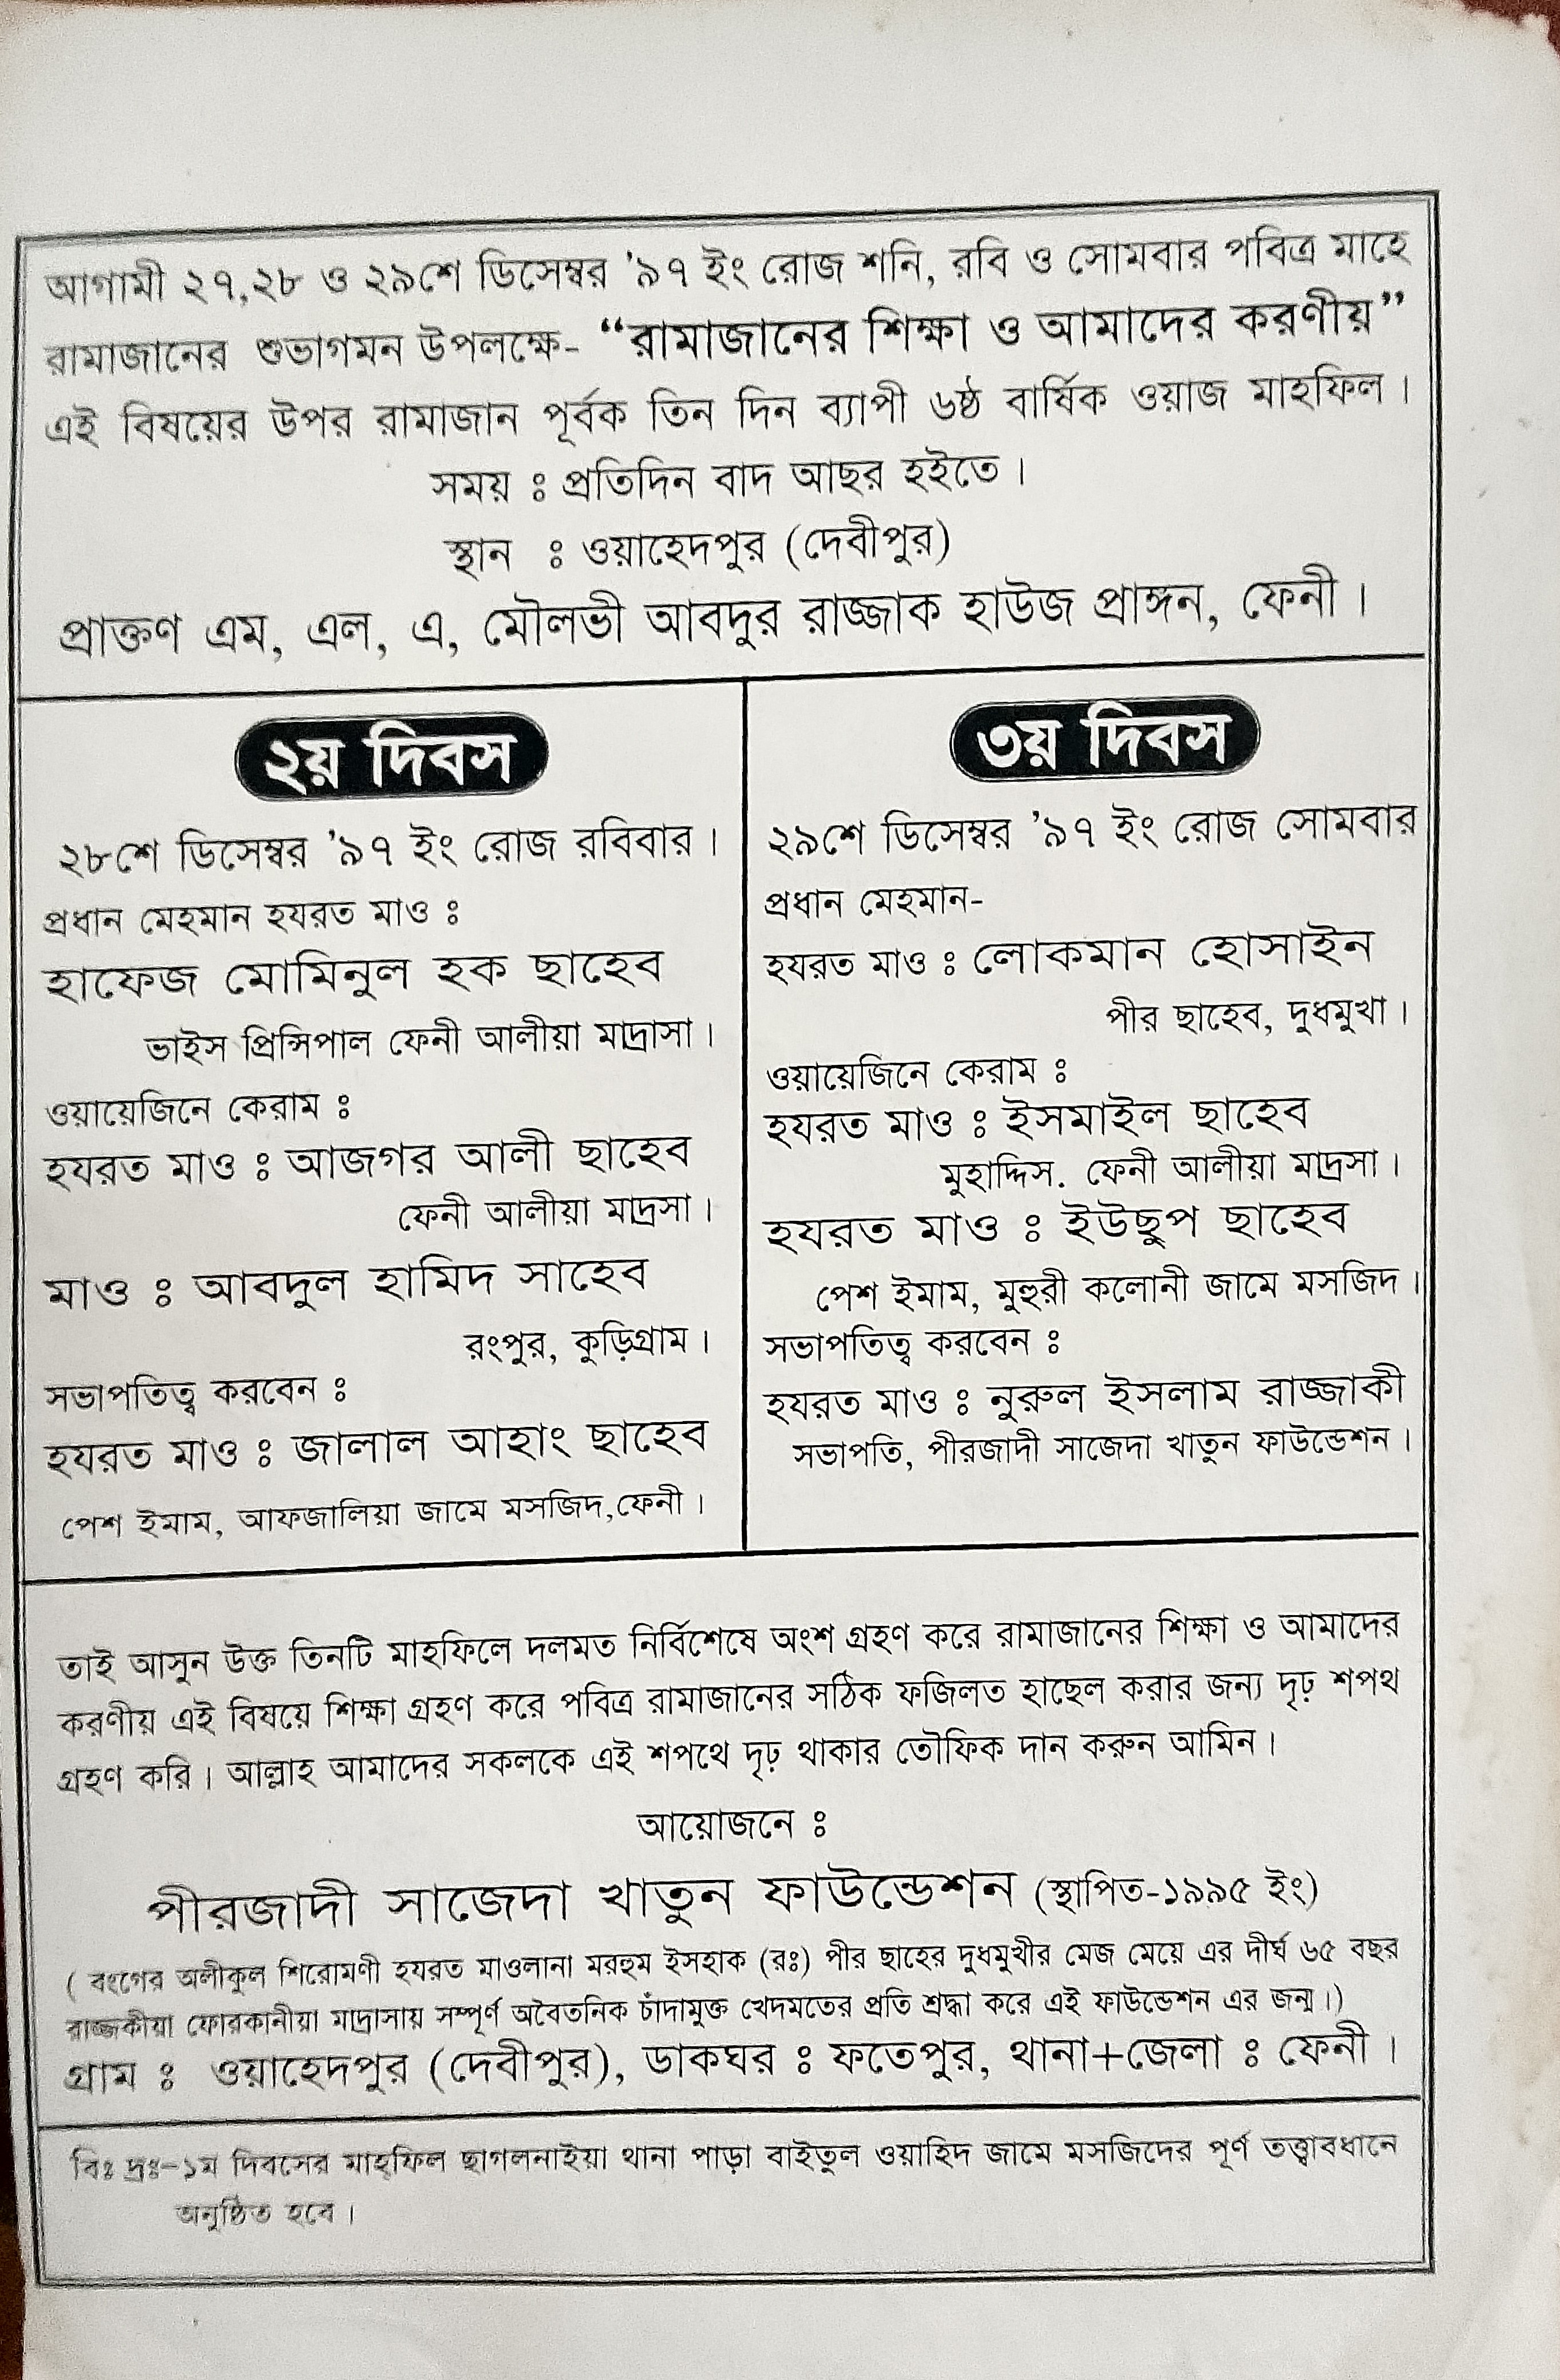 আগামী ২৭,২৮ ও ২৯শে ডিসেম্বর '৯৭ ইং রোজ শনি, রবি ও সোমবার পবিত্র মাহে
রামাজানের শুভাগমন উপলক্ষে- “রামাজানের শিক্ষা ও আমাদের করণীয়”
এই বিষয়ের উপর রামাজান পূর্বক তিন দিন ব্যাপী ৬ষ্ঠ বার্ষিক ওয়াজ মাহফিল।
সময় ঃ প্রতিদিন বাদ আছর হইতে।
স্থান ঃ ওয়াহেদপুর (দেবীপুর)
প্রাক্তণ এম, এল, এ, মৌলভী আবদুর রাজ্জাক হাউজ প্রাঙ্গন, ফেনী।
২য় দিবস
২৮শে ডিসেম্বর '৯৭ ইং রোজ রবিবার।
প্রধান মেহমান হযরত মাও ঃ
হাফেজ মোমিনুল হক ছাহেব
ভাইস প্রিন্সিপাল ফেনী আলীয়া মাদ্রাসা।
ওয়ায়েজিনে কেরাম ঃ
হযরত মাও ঃ আজগর আলী ছাহেব
ফেনী আলীয়া মাদ্রসা।
মাও ঃ আবদুল হামিদ সাহেব
রংপুর, কুড়িগ্রাম।
সভাপতিত্ব করবেন ঃ
হযরত মাও ঃ জালাল আহাং ছাহেব
পেশ ইমাম, আফজালিয়া জামে মসজিদ,ফেনী।
৩য় দিবস
২৯শে ডিসেম্বর '৯৭ ইং রোজ সোমবার
প্রধান মেহমান-
হযরত মাও ঃ লোকমান হোসাইন
পীর ছাহেব, দুধমুখা।
ওয়ায়েজিনে কেরাম ঃ
হযরত মাও ঃ ইসমাইল ছাহেব
মুহাদ্দিস. ফেনী আলীয়া মাদ্রসা।
হযরত মাও ঃ ইউছুপ ছাহেব
পেশ ইমাম, মুহুরী কলোনী জামে মসজিদ।
সভাপতিত্ব করবেন ঃ
হযরত মাও ঃ নুরুল ইসলাম রাজ্জাকী
সভাপতি, পীরজাদী সাজেদা খাতুন ফাউন্ডেশন।
তাই আসুন উক্ত তিনটি মাহফিলে দলমত নির্বিশেষে অংশ গ্রহণ করে রামাজানের শিক্ষা ও আমাদের
করণীয় এই বিষয়ে শিক্ষা গ্রহণ করে পবিত্র রামাজানের সঠিক ফজিলত হাছেল করার জন্য দৃঢ় শপথ
গ্রহণ করি। আল্লাহ আমাদের সকলকে এই শপথে দৃঢ় থাকার তৌফিক দান করুন আমিন।
আয়োজনে ঃ
পীরজাদী সাজেদা খাতুন ফাউন্ডেশন (স্থাপিত-১৯৯৫ ইং)
( বংগের অলীকুল শিরোমণী হযরত মাওলানা মরহুম ইসহাক (রঃ) পীর ছাহের দুধমুখীর মেজ মেয়ে এর দীর্ঘ ৬৫ বছর
রাজ্জকীয়া ফোরকানীয়া মাদ্রাসায় সম্পূর্ণ অবৈতনিক চাঁদামুক্ত খেদমতের প্রতি শ্রদ্ধা করে এই ফাউন্ডেশন এর জন্ম।)
গ্রাম ঃ ওয়াহেদপুর (দেবীপুর), ডাকঘর ঃ ফতেপুর, থানা+জেলা ঃ ফেনী।
বিঃ দ্রঃ-১ম দিবসের মাহ্ফিল ছাগলনাইয়া থানা পাড়া বাইতুল ওয়াহিদ জামে মসজিদের পূর্ণ তত্ত্বাবধানে
অনুষ্ঠিত হবে।